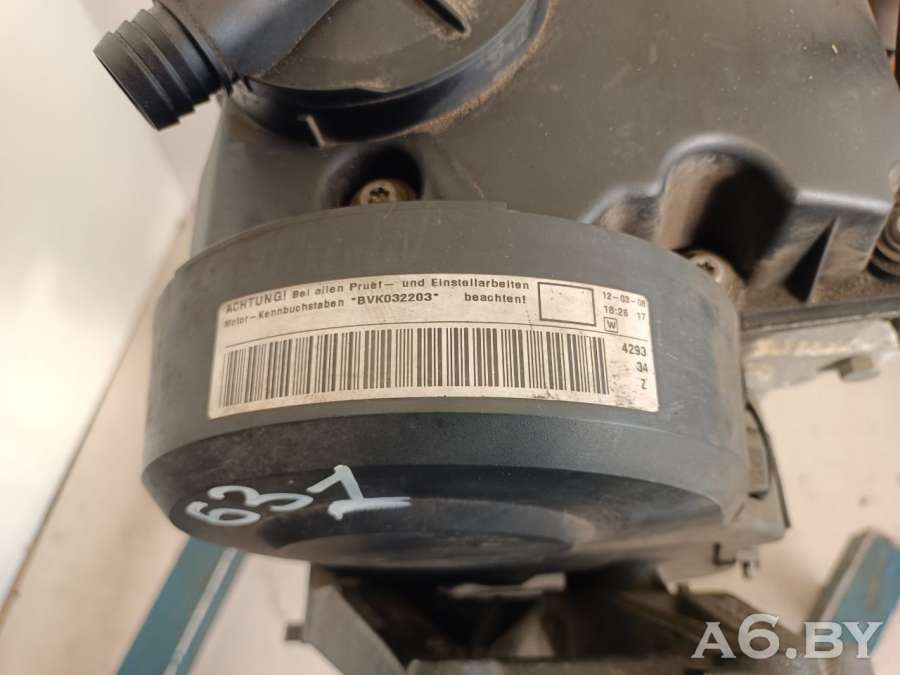 ACHTUNG! Bei allen Pruef- und Einstellarbeiten
Motor-Kennbuchstaben "BVK032203" beachten!
12-03-08
18:26 17
W
4293
34
Z
631
A6.BY